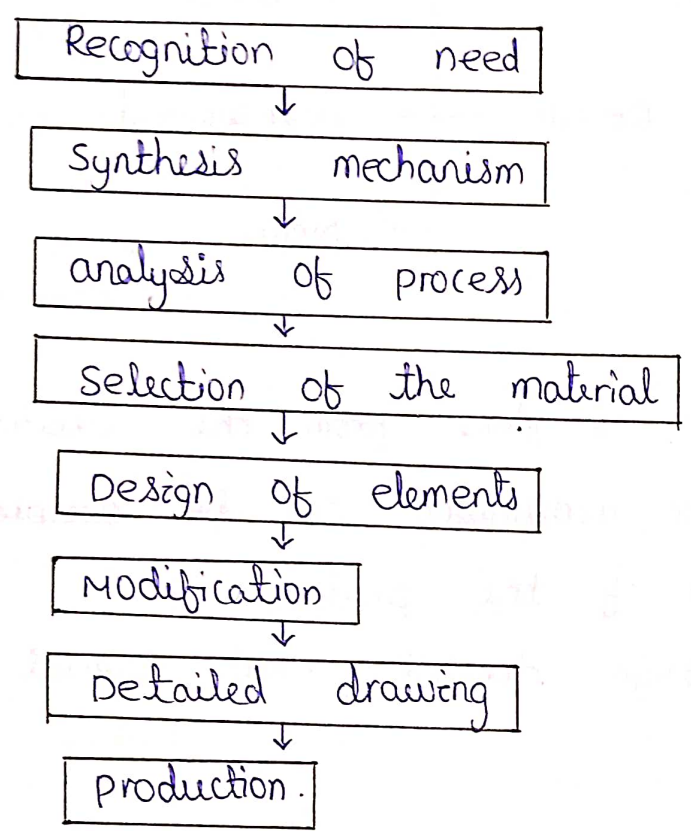 Recognition of need
Synthesis mechanism
analysis of process
Selection of the material
Design of elements
Modification
Detailed drawing
production.